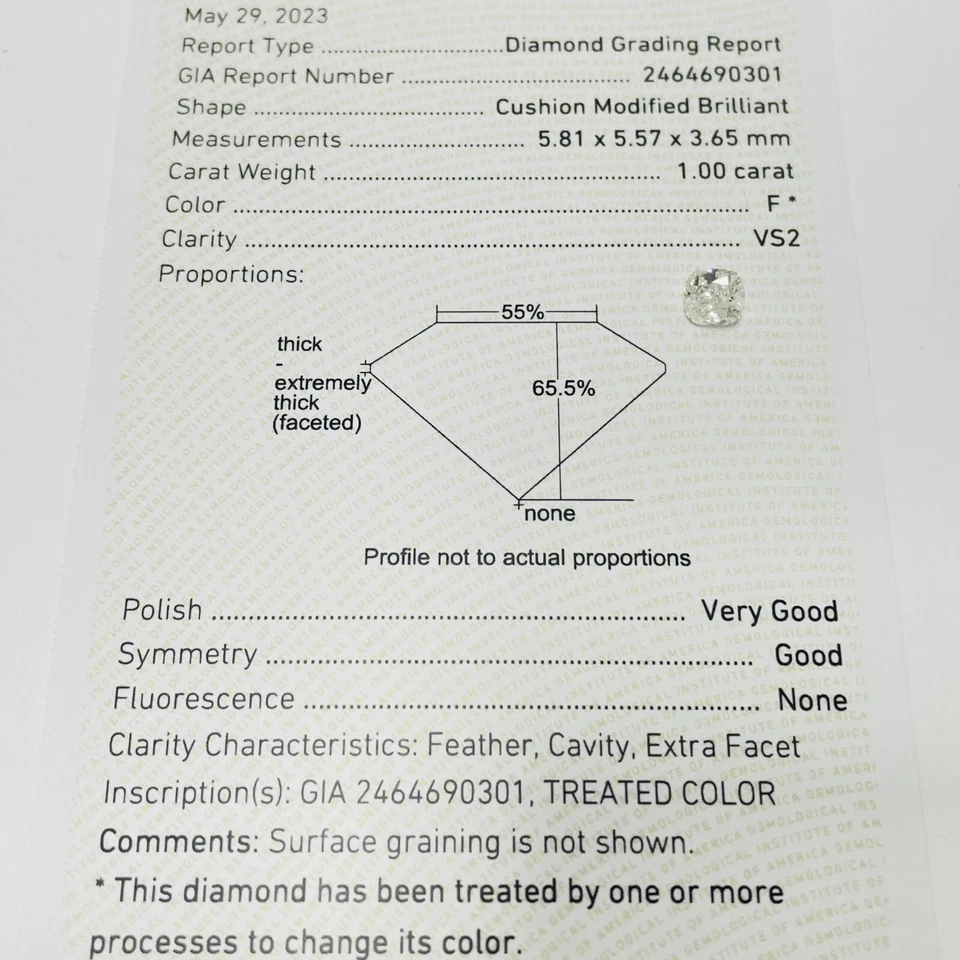 May 29, 2023
Report Type ............................Diamond Grading Report
GIA Report Number ................................... 2464690301
Shape ................................... Cushion Modified Brilliant
Measurements ........................... 5.81 x 5.57 x 3.65 mm
Carat Weight .................................................... 1.00 carat
Color ................................................................................ F *
Clarity ............................................................................ VS2
Proportions:
55%
thick
-
extremely
thick
(faceted)
65.5%
none
Profile not to actual proportions
Polish ................................................................ Very Good
Symmetry ................................................................ Good
Fluorescence ............................................................ None
Clarity Characteristics: Feather, Cavity, Extra Facet
Inscription(s): GIA 2464690301, TREATED COLOR
Comments: Surface graining is not shown.
* This diamond has been treated by one or more
processes to change its color.